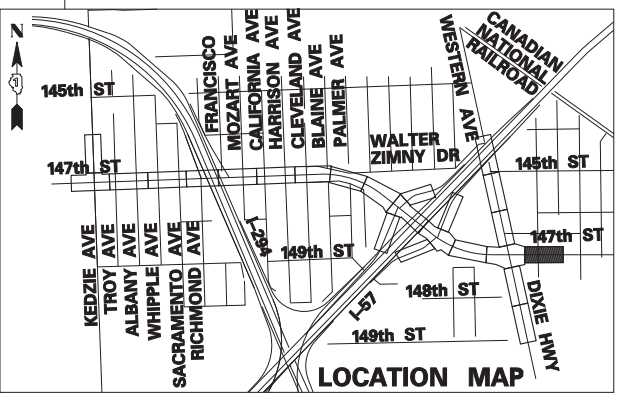 N
CANADIAN
NATIONAL
RAILROAD
WESTERN AVE
FRANCISCO
MOZART AVE
CALIFORNIA AVE
HARRISON AVE
CLEVELAND AVE
BLAINE AVE
PALMER AVE
145th ST
WALTER
ZIMNY DR
147th ST
145th ST
KEDZIE AVE
TROY AVE
ALBANY AVE
WHIPPLE AVE
SACRAMENTO AVE
RICHMOND AVE
I-294
149th ST
147th ST
I-57
148th ST
DIXIE HWY
149th ST
LOCATION MAP